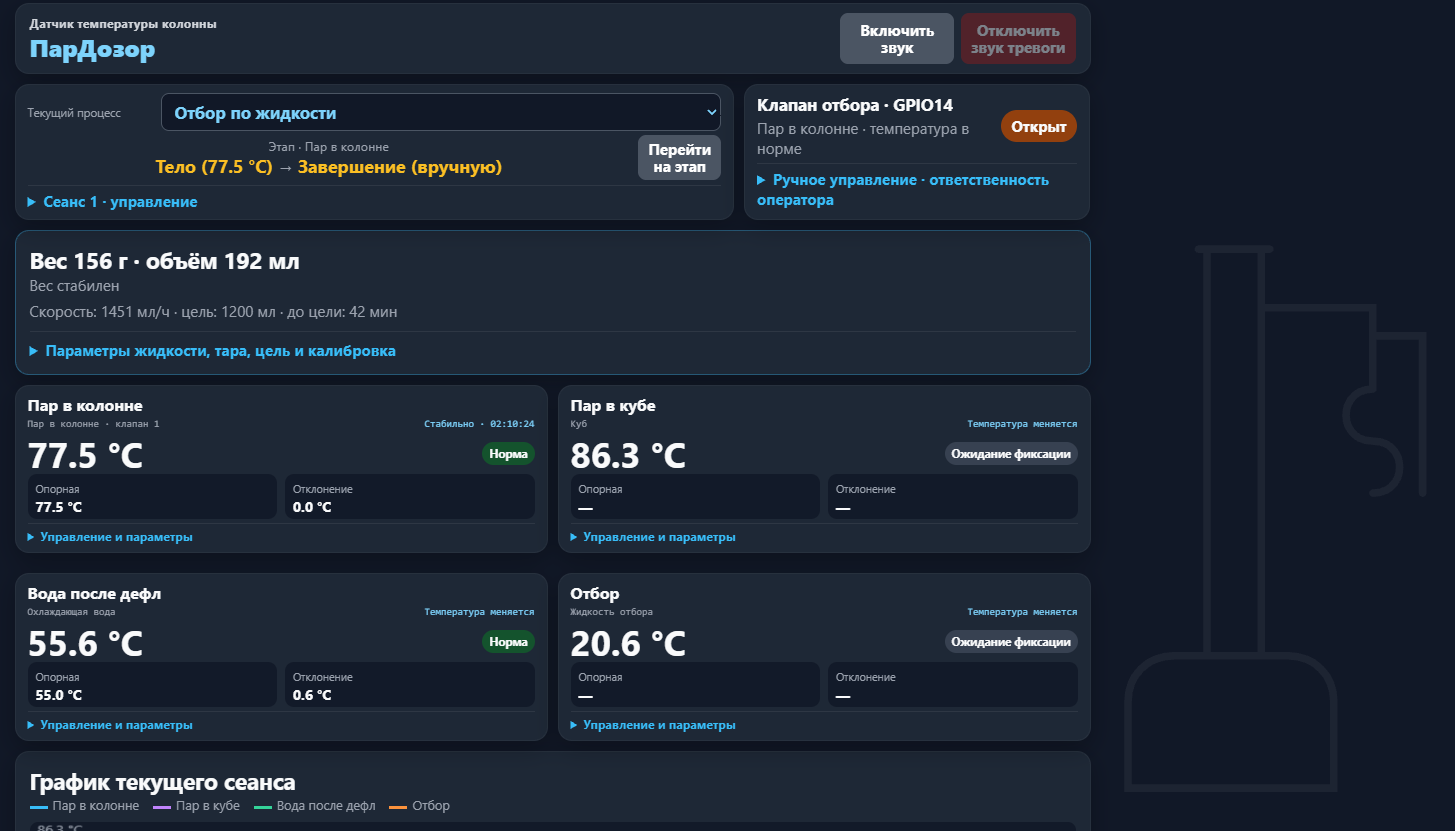 Датчик температуры колонны
ПарДозор
Включить
звук
Отключить
звук тревоги
Текущий процесс
Отбор по жидкости
Этап · Пар в колонне
Тело (77.5 °C) → Завершение (вручную)
Перейти
на этап
Сеанс 1 · управление
Клапан отбора · GPIO14
Пар в колонне · температура в
норме
Открыт
Ручное управление · ответственность
оператора
Вес 156 г · объём 192 мл
Вес стабилен
Скорость: 1451 мл/ч · цель: 1200 мл · до цели: 42 мин
Параметры жидкости, тара, цель и калибровка
Пар в колонне
Пар в колонне · клапан 1
Стабильно · 02:10:24
77.5 °C
Норма
Опорная
77.5 °C
Отклонение
0.0 °C
Управление и параметры
Пар в кубе
Куб
Температура меняется
86.3 °C
Ожидание фиксации
Опорная
—
Отклонение
—
Управление и параметры
Вода после дефл
Охлаждающая вода
Температура меняется
55.6 °C
Норма
Опорная
55.0 °C
Отклонение
0.6 °C
Управление и параметры
Отбор
Жидкость отбора
Температура меняется
20.6 °C
Ожидание фиксации
Опорная
—
Отклонение
—
Управление и параметры
График текущего сеанса
Пар в колонне
Пар в кубе
Вода после дефл
Отбор
86.3 °C